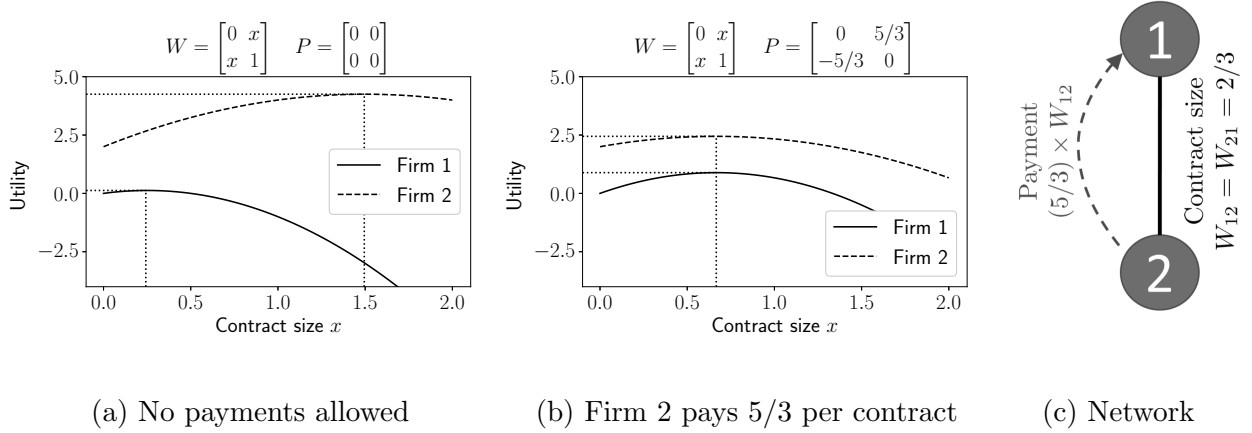 W = [0 x; x 1] P = [0 0; 0 0]
5.0
2.5
0.0
−2.5
Utility
Firm 1
Firm 2
0.0 0.5 1.0 1.5 2.0
Contract size x
(a) No payments allowed
W = [0 x; x 1] P = [0 5/3; −5/3 0]
5.0
2.5
0.0
−2.5
Utility
Firm 1
Firm 2
0.0 0.5 1.0 1.5 2.0
Contract size x
(b) Firm 2 pays 5/3 per contract
1
Payment
(5/3) × W₁₂
Contract size
W₁₂ = W₂₁ = 2/3
2
(c) Network